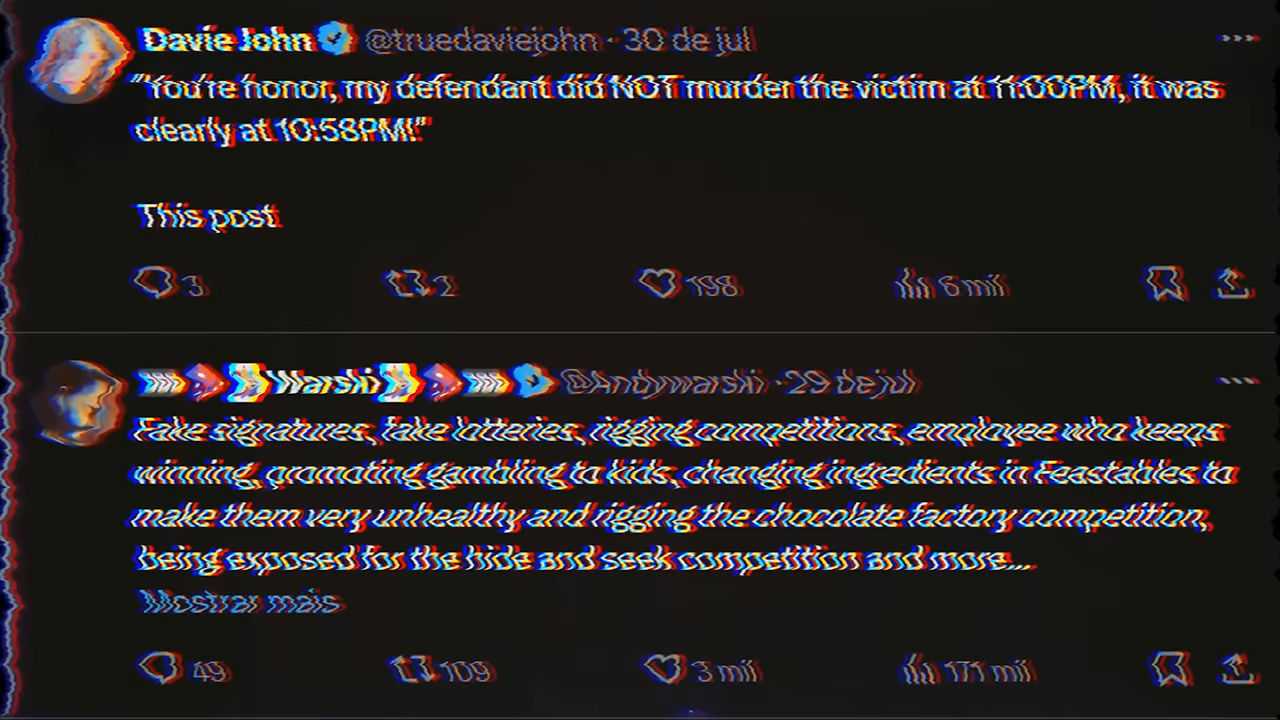 Davie John @truedaviejohn · 30 de jul
"You're honor, my defendant did NOT murder the victim at 11:00PM, it was
clearly at 10:58PM!"
This post
3 2 198 6 mil
Warski @Andywarski · 29 de jul
Fake signatures, fake lotteries, rigging competitions, employee who keeps
winning, promoting gambling to kids, changing ingredients in Feastables to
make them very unhealthy and rigging the chocolate factory competition,
being exposed for the hide and seek competition and more...
Mostrar mais
49 109 3 mil 171 mil